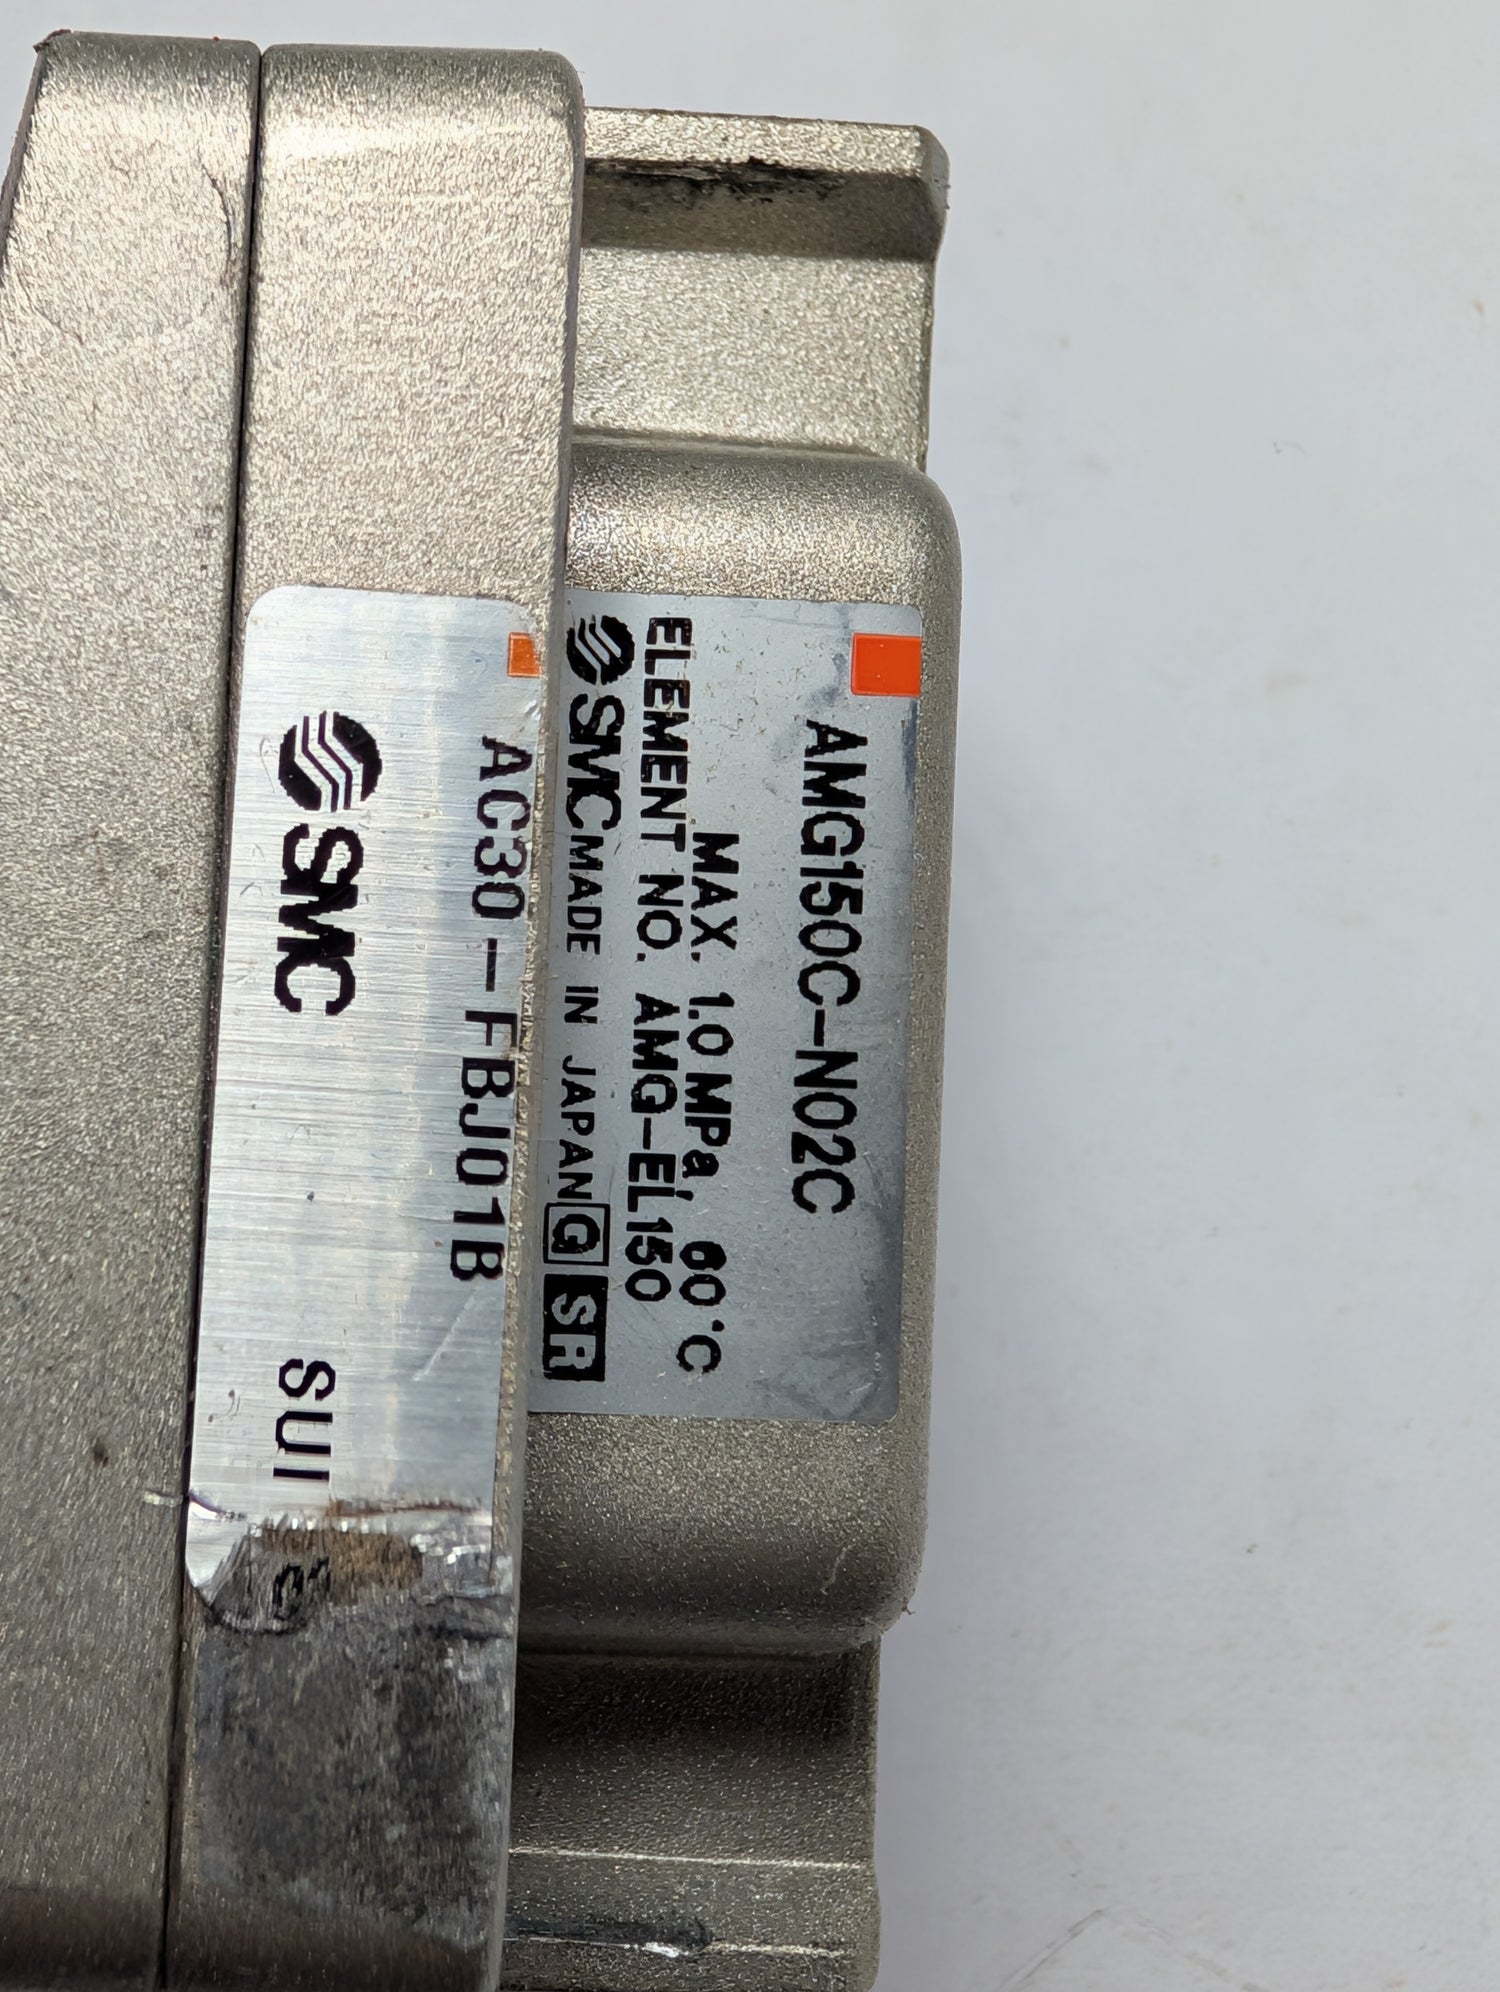 AMG150C-N02C
MAX. 1.0 MPa, 60°C
ELEMENT NO. AMG-EL150
SMC MADE IN JAPAN G SR
AC30-FBJ01B
SMC SUI